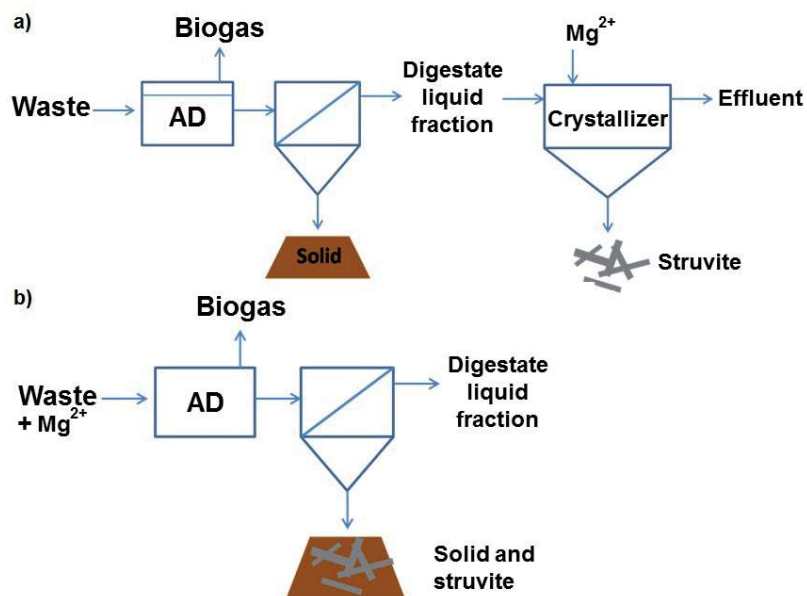 a)
Biogas
Waste
AD
Solid
Digestate
liquid
fraction
Mg²⁺
Crystallizer
Effluent
Struvite
b)
Biogas
Waste
+ Mg²⁺
AD
Digestate
liquid
fraction
Solid and
struvite